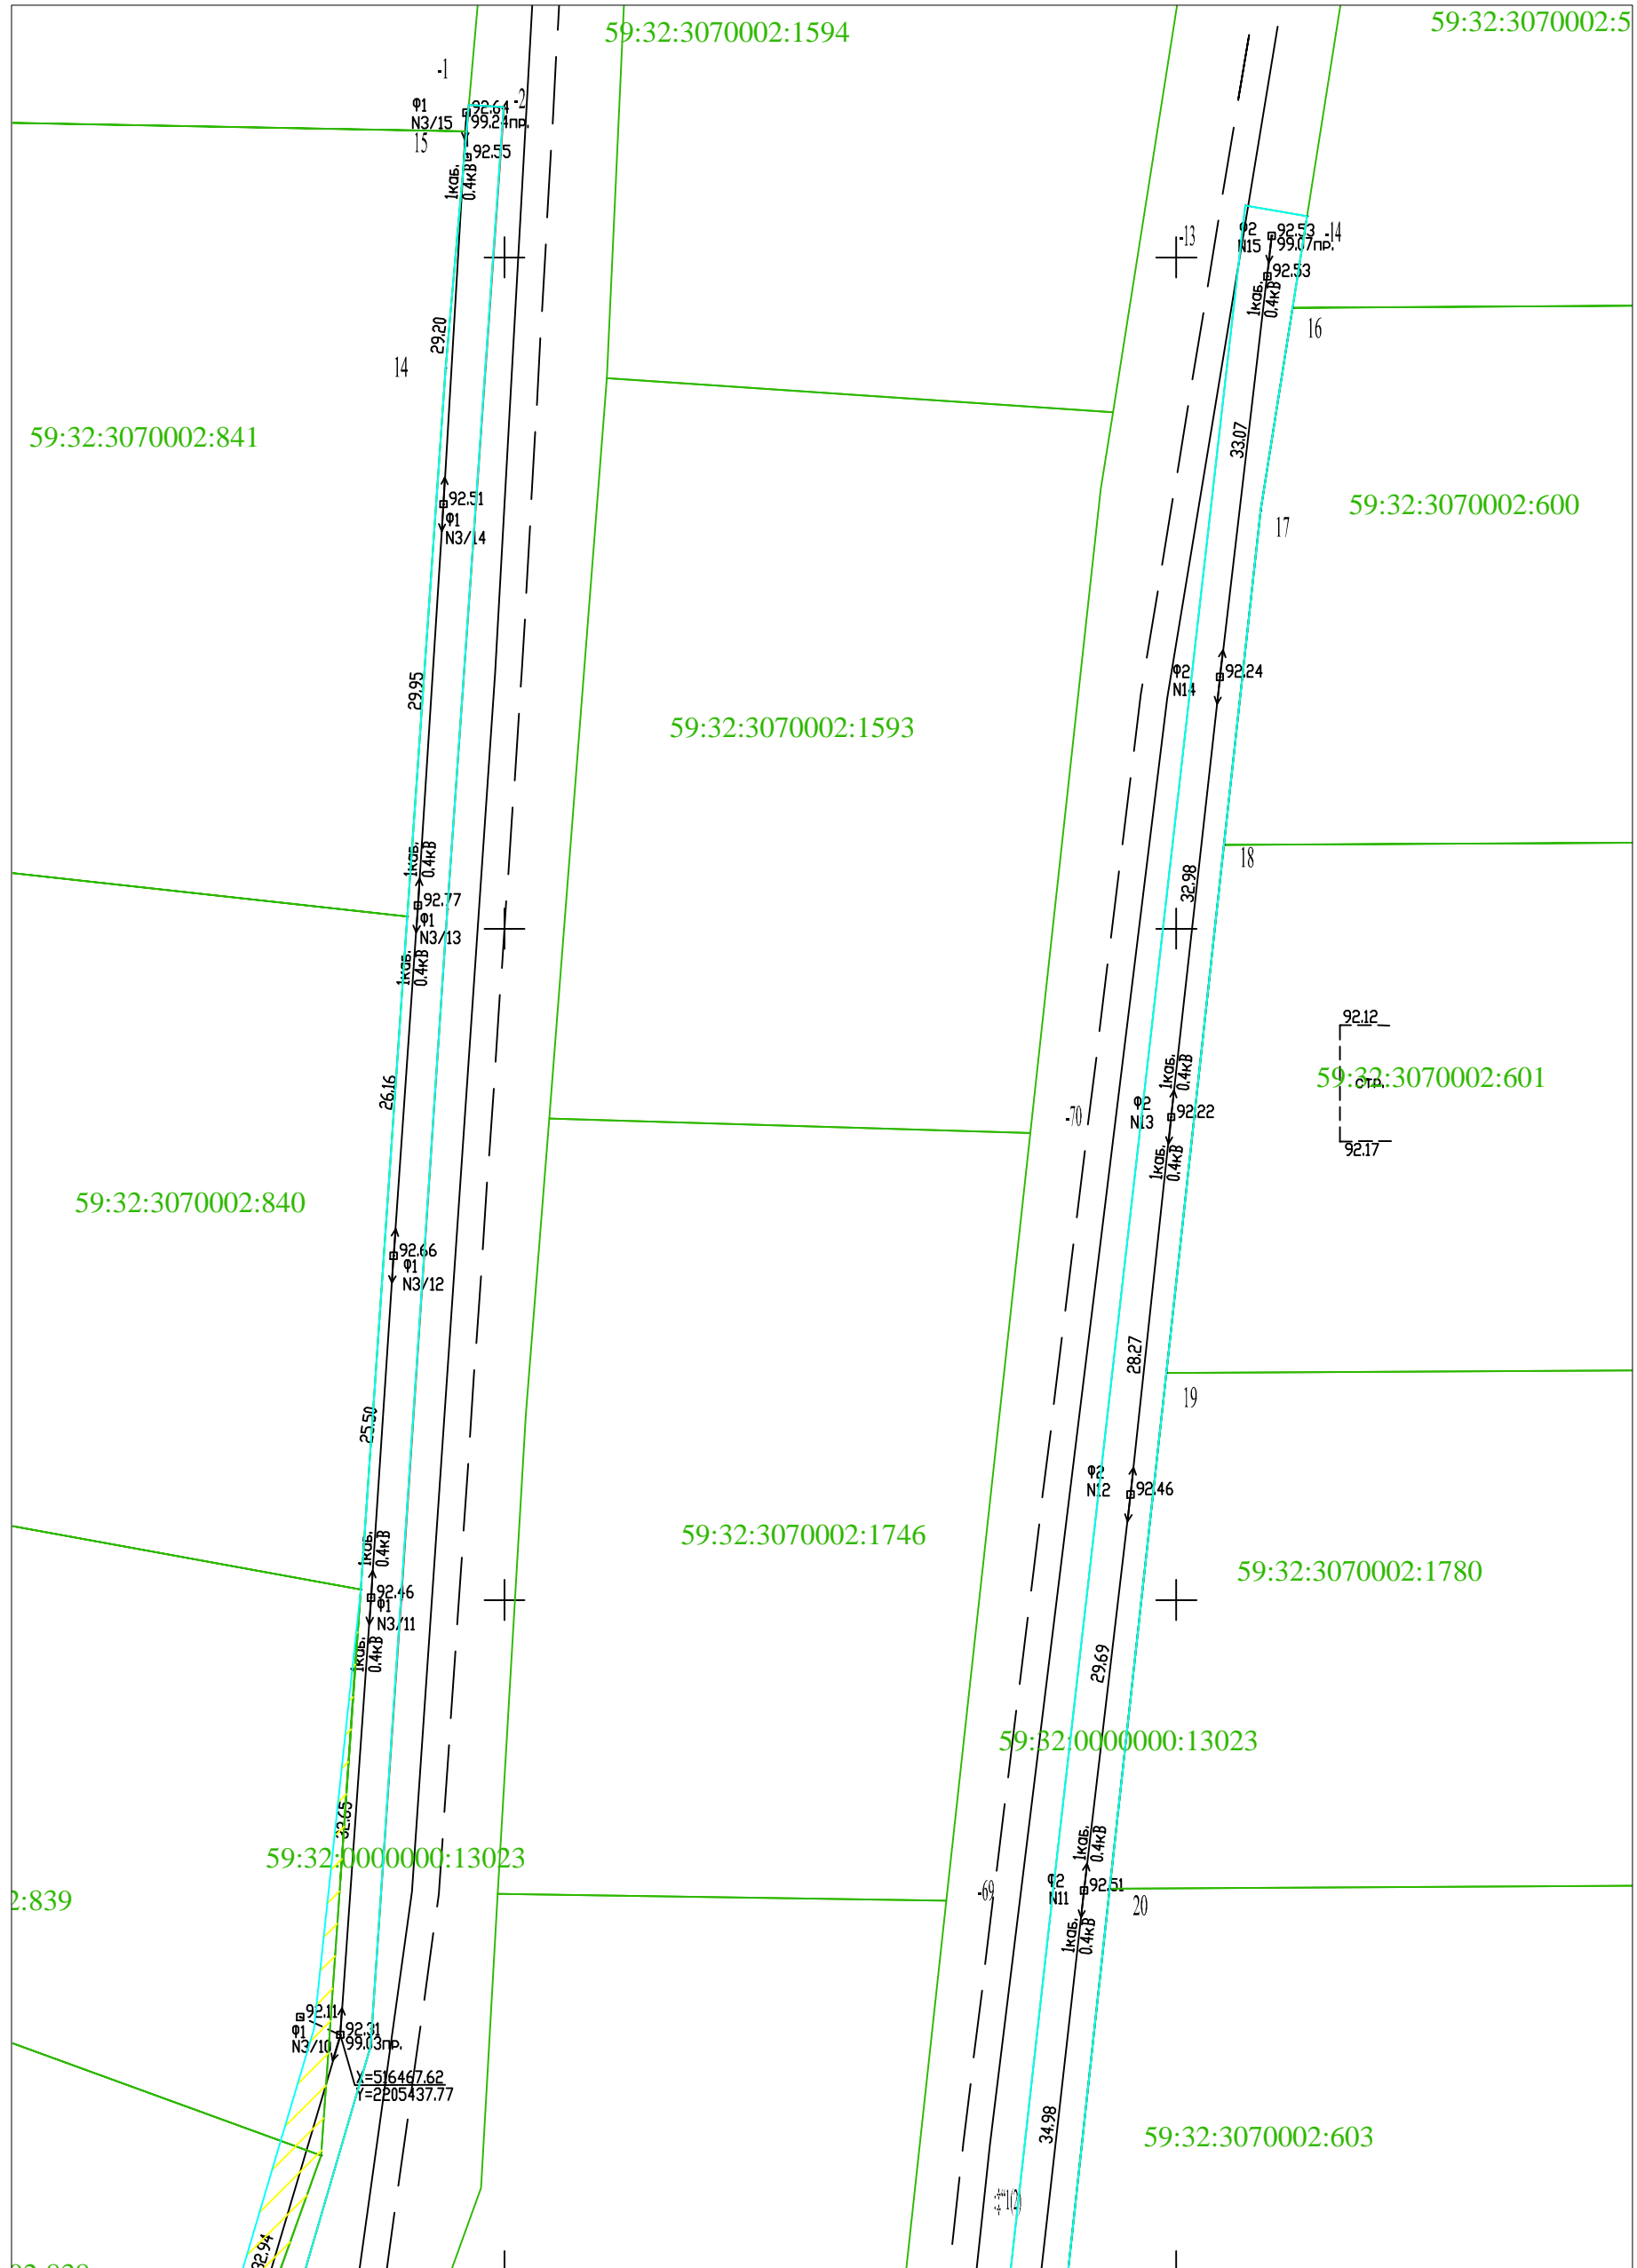 59:32:3070002:1594
59:32:3070002:5
-1
Ф1
N3/15
92.64
99.24пр.
-2
15
92.55
1каб.
0.4кВ
-13
Ф2
N15
92.53
99.07пр.
-14
92.53
1каб.
0.4кВ
16
29.20
14
59:32:3070002:841
33.07
92.51
Ф1
N3/14
59:32:3070002:600
17
29.95
Ф2
N14
92.24
59:32:3070002:1593
1каб.
0.4кВ
18
32.98
92.77
Ф1
N3/13
1каб.
0.4кВ
92.12
26.16
1каб.
0.4кВ
59:32:3070002:601
стр.
-70
Ф2
N13
92.22
92.17
1каб.
0.4кВ
59:32:3070002:840
92.66
Ф1
N3/12
28.27
19
25.50
Ф2
N12
92.46
59:32:3070002:1746
1каб.
0.4кВ
59:32:3070002:1780
92.46
Ф1
N3/11
1каб.
0.4кВ
29.69
59:32:0000000:13023
32.65
59:32:0000000:13023
1каб.
0.4кВ
2:839
-69
Ф2
N11
92.51
20
1каб.
0.4кВ
92.11
Ф1
N3/10
92.31
99.03пр.
X=516467.62
Y=2205437.77
34.98
59:32:3070002:603
32.94